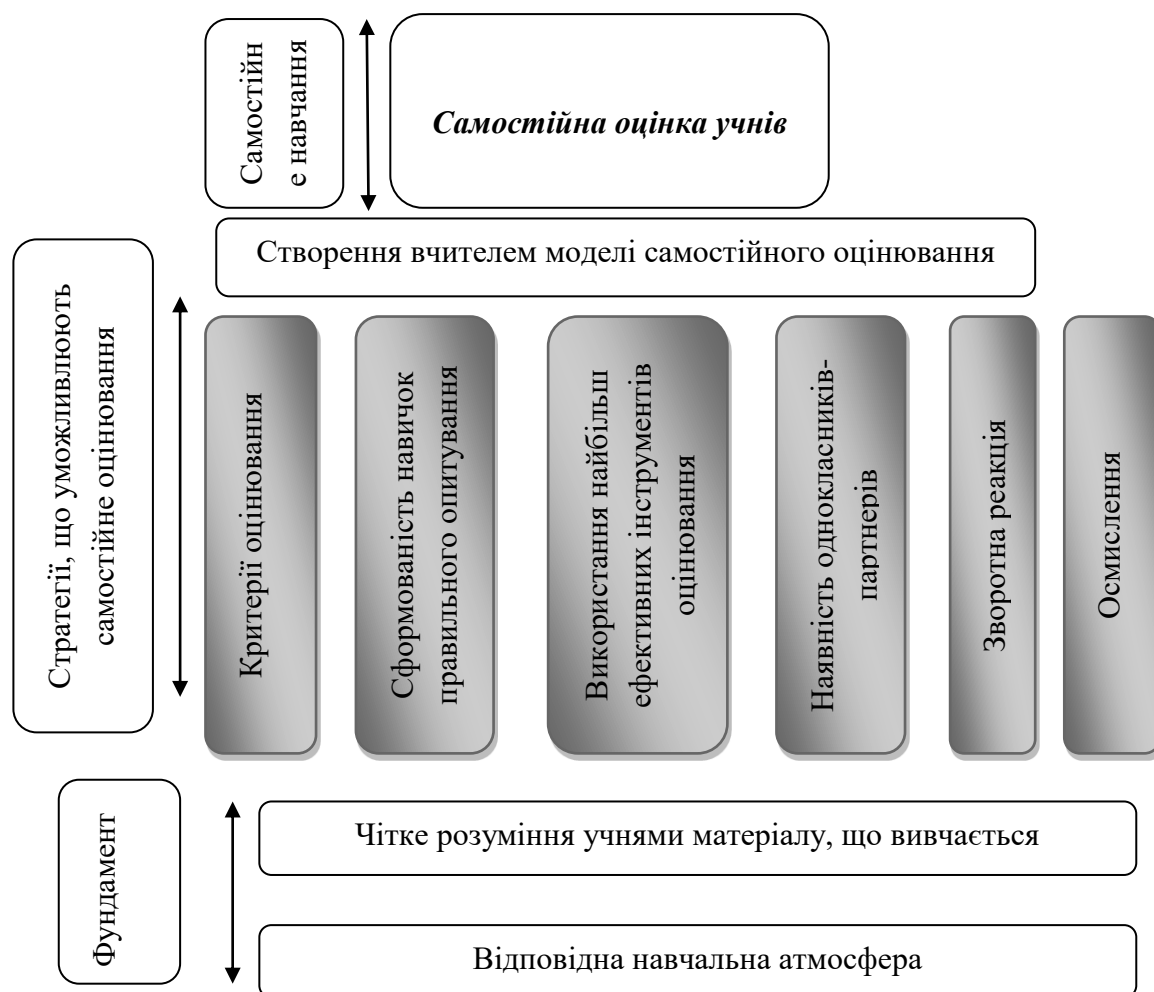 Самостійн
е навчання
Самостійна оцінка учнів
Створення вчителем моделі самостійного оцінювання
Стратегії, що уможливлюють
самостійне оцінювання
Критерії оцінювання
Сформованість навичок
правильного опитування
Використання найбільш
ефективних інструментів
оцінювання
Наявність однокласників-
партнерів
Зворотна реакція
Осмислення
Фундамент
Чітке розуміння учнями матеріалу, що вивчається
Відповідна навчальна атмосфера